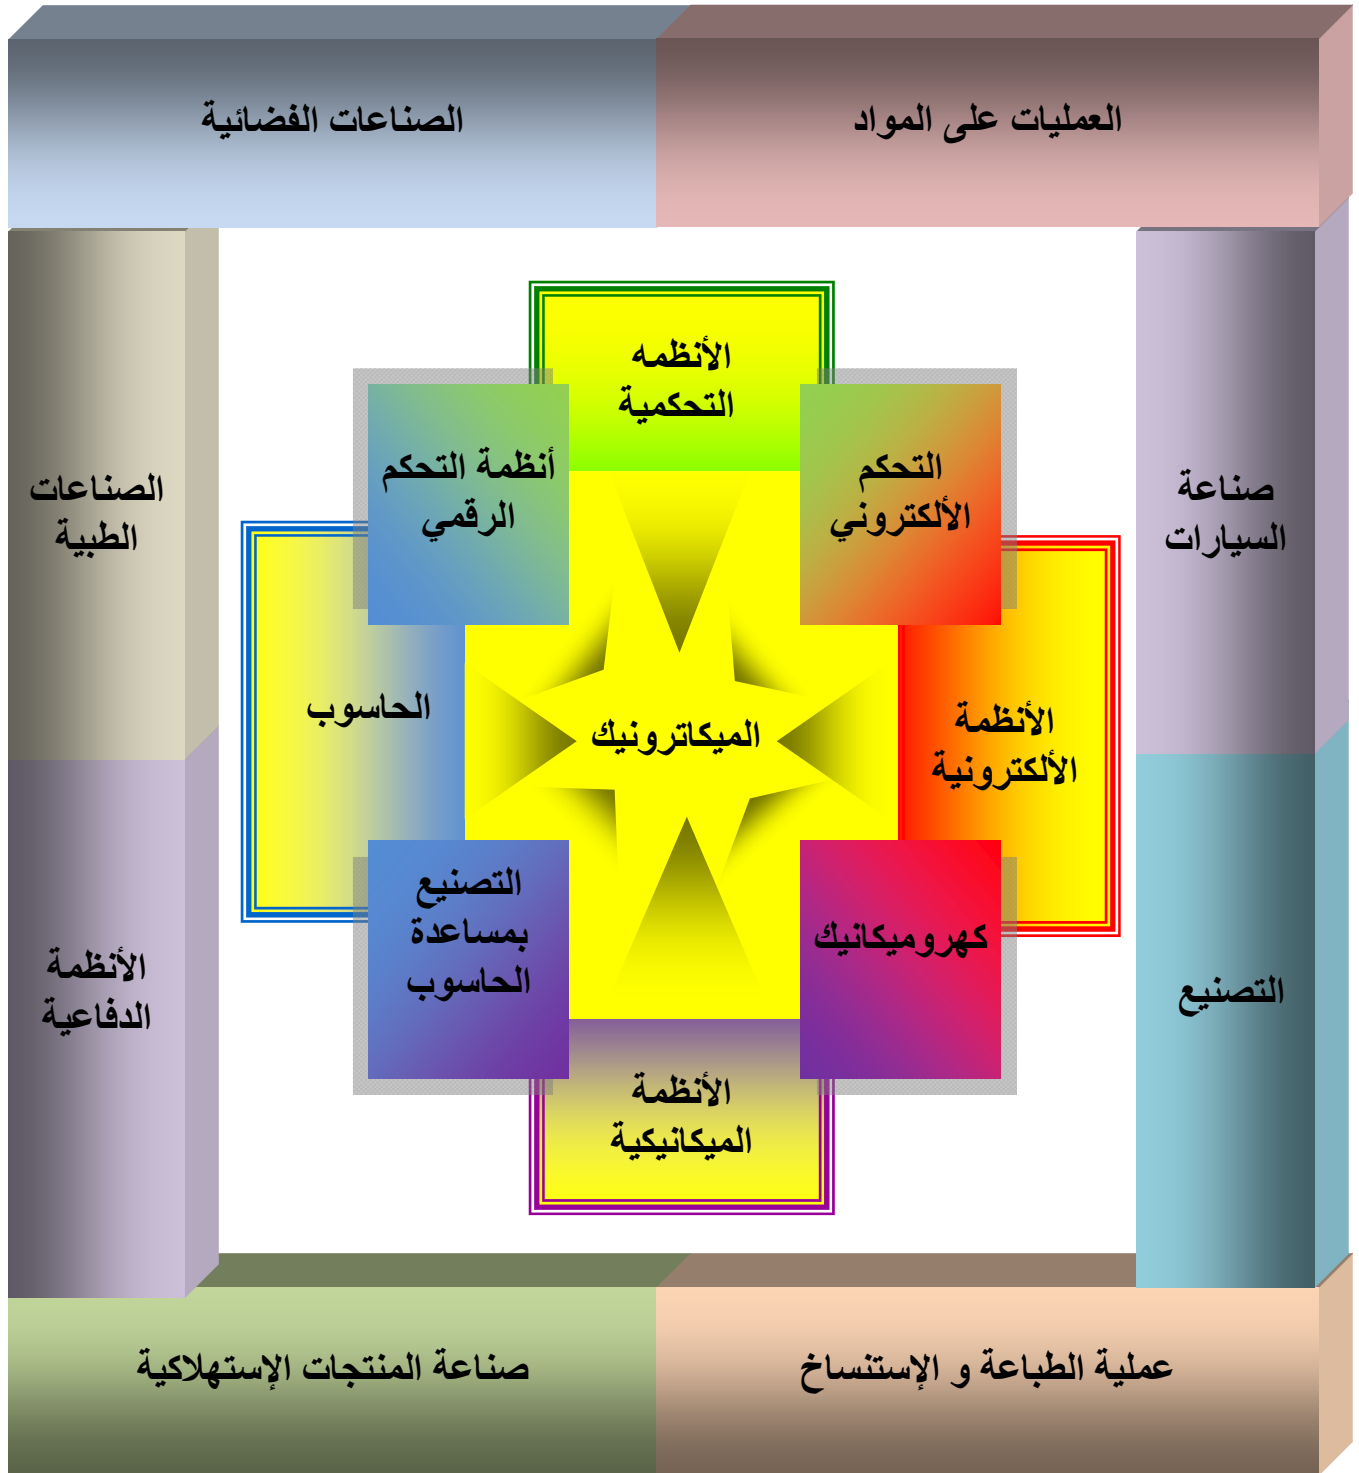 العمليات على المواد
الصناعات الفضائية
الأنظمه
التحكمية
التحكم
الألكتروني
أنظمة التحكم
الرقمي
صناعة
السيارات
الصناعات
الطبية
الأنظمة
الألكترونية
الميكاترونيك
الحاسوب
كهروميكانيك
التصنيع
بمساعدة
الحاسوب
التصنيع
الأنظمة
الدفاعية
الأنظمة
الميكانيكية
عملية الطباعة و الإستنساخ
صناعة المنتجات الإستهلاكية